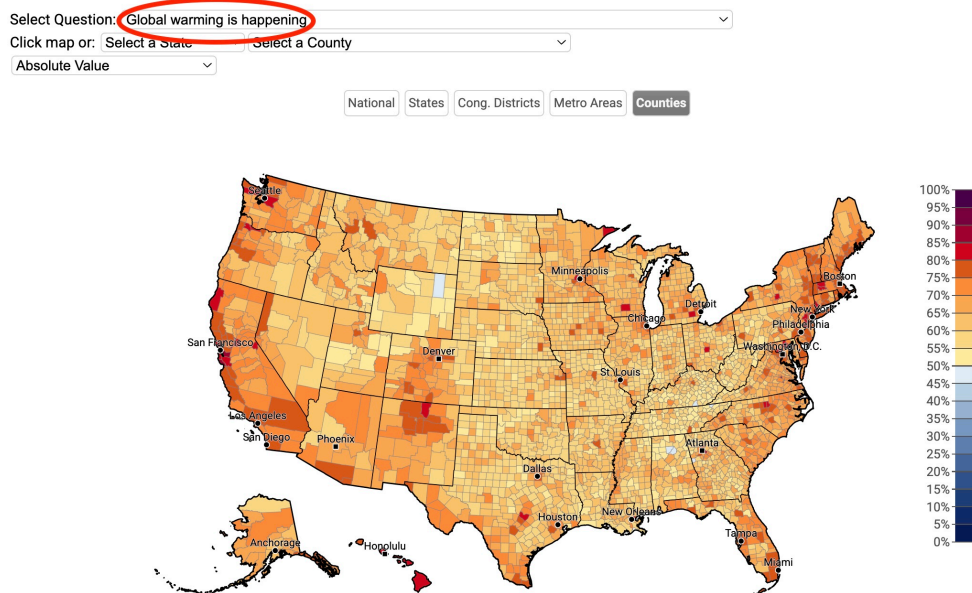 Select Question: Global warming is happening
Click map or: Select a State Select a County
Absolute Value
National States Cong. Districts Metro Areas Counties
Seattle
Minneapolis
Boston
Detroit
New York
Chicago
Philadelphia
San Francisco
Washington D.C.
Denver
St. Louis
Los Angeles
San Diego
Phoenix
Atlanta
Dallas
Houston
New Orleans
Tampa
Anchorage
Honolulu
Miami
100%
95%
90%
85%
80%
75%
70%
65%
60%
55%
50%
45%
40%
35%
30%
25%
20%
15%
10%
5%
0%